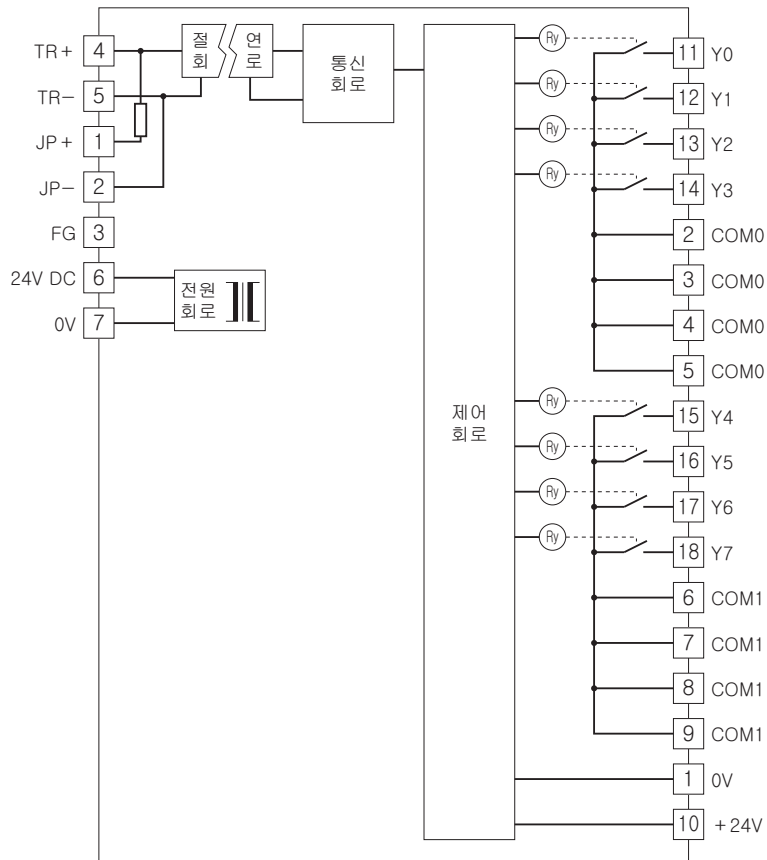 TR+ 4
TR− 5
JP+ 1
JP− 2
FG 3
24V DC 6
0V 7
절연
회로
통신
회로
전원
회로
제어
회로
Ry 11 Y0
Ry 12 Y1
Ry 13 Y2
Ry 14 Y3
2 COM0
3 COM0
4 COM0
5 COM0
Ry 15 Y4
Ry 16 Y5
Ry 17 Y6
Ry 18 Y7
6 COM1
7 COM1
8 COM1
9 COM1
1 0V
10 +24V